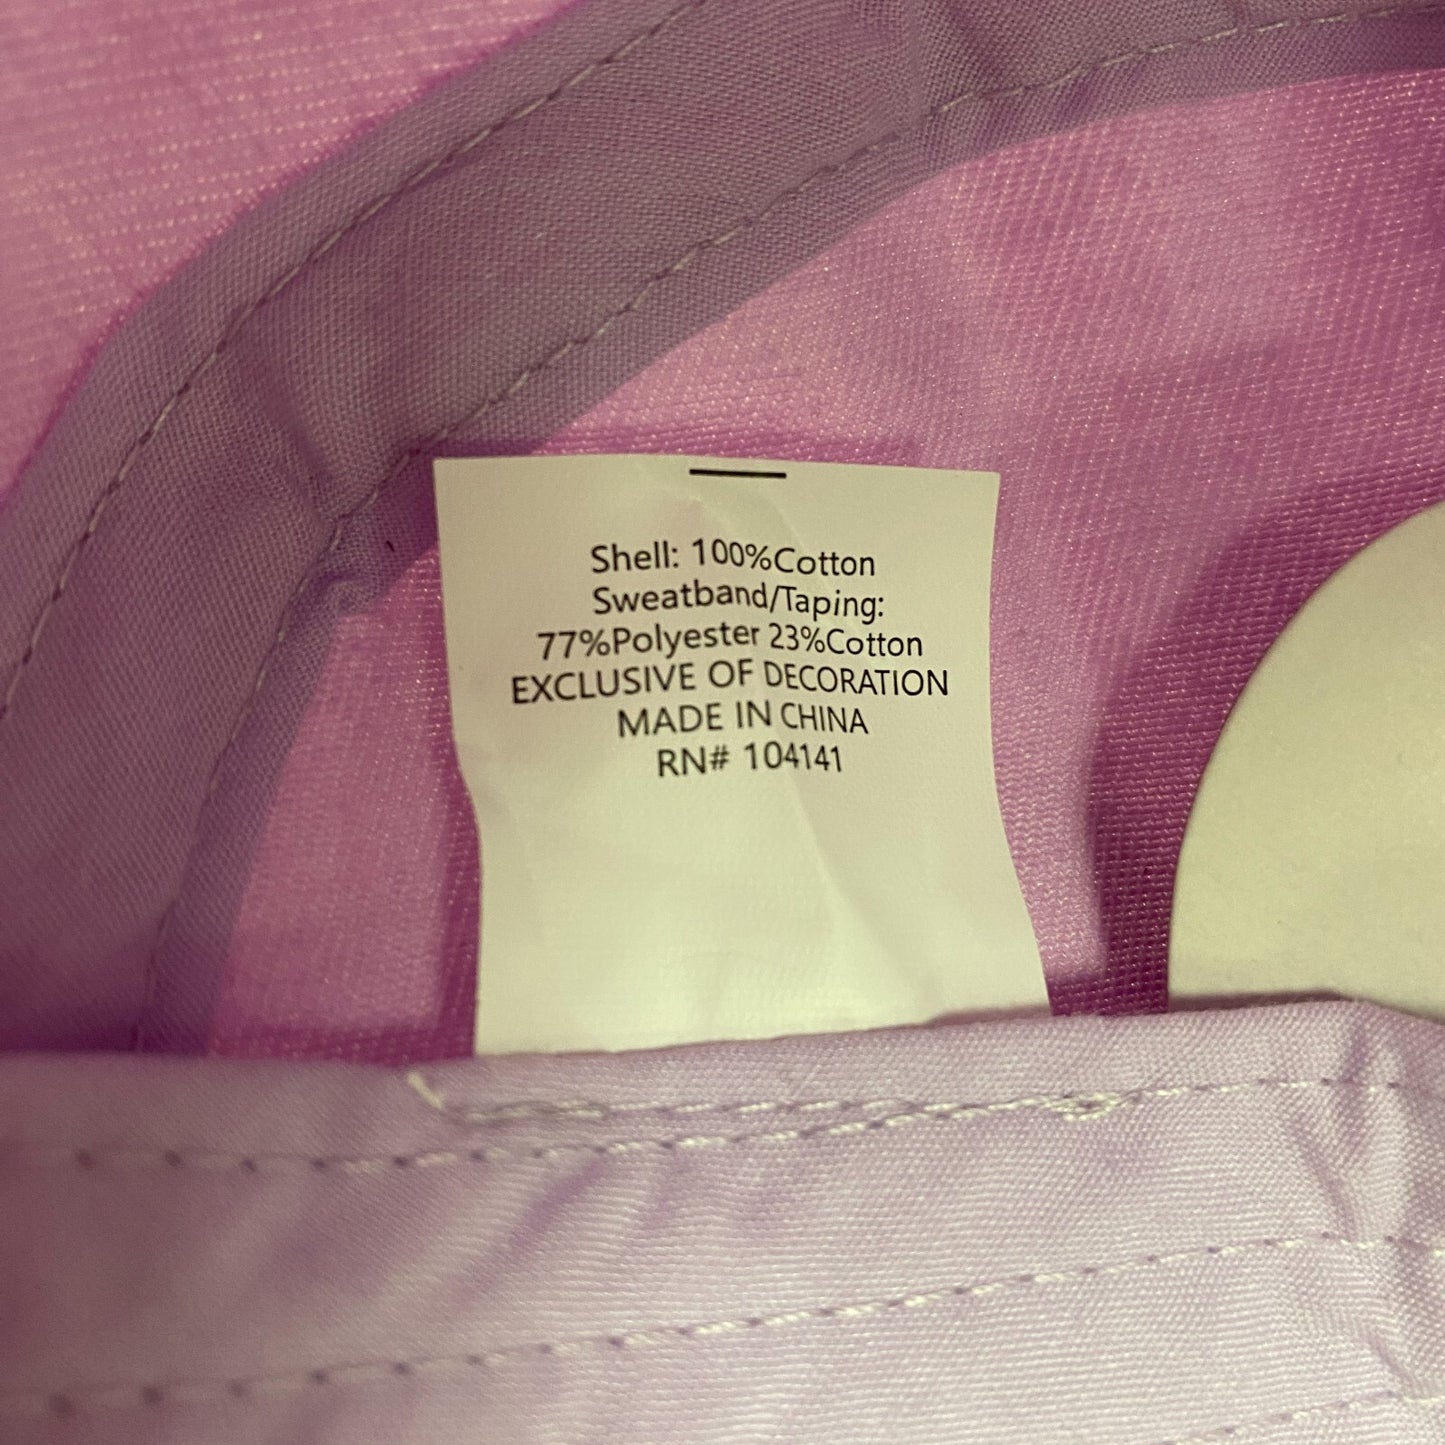 Shell: 100%Cotton
Sweatband/Taping:
77%Polyester 23%Cotton
EXCLUSIVE OF DECORATION
MADE IN CHINA
RN# 104141